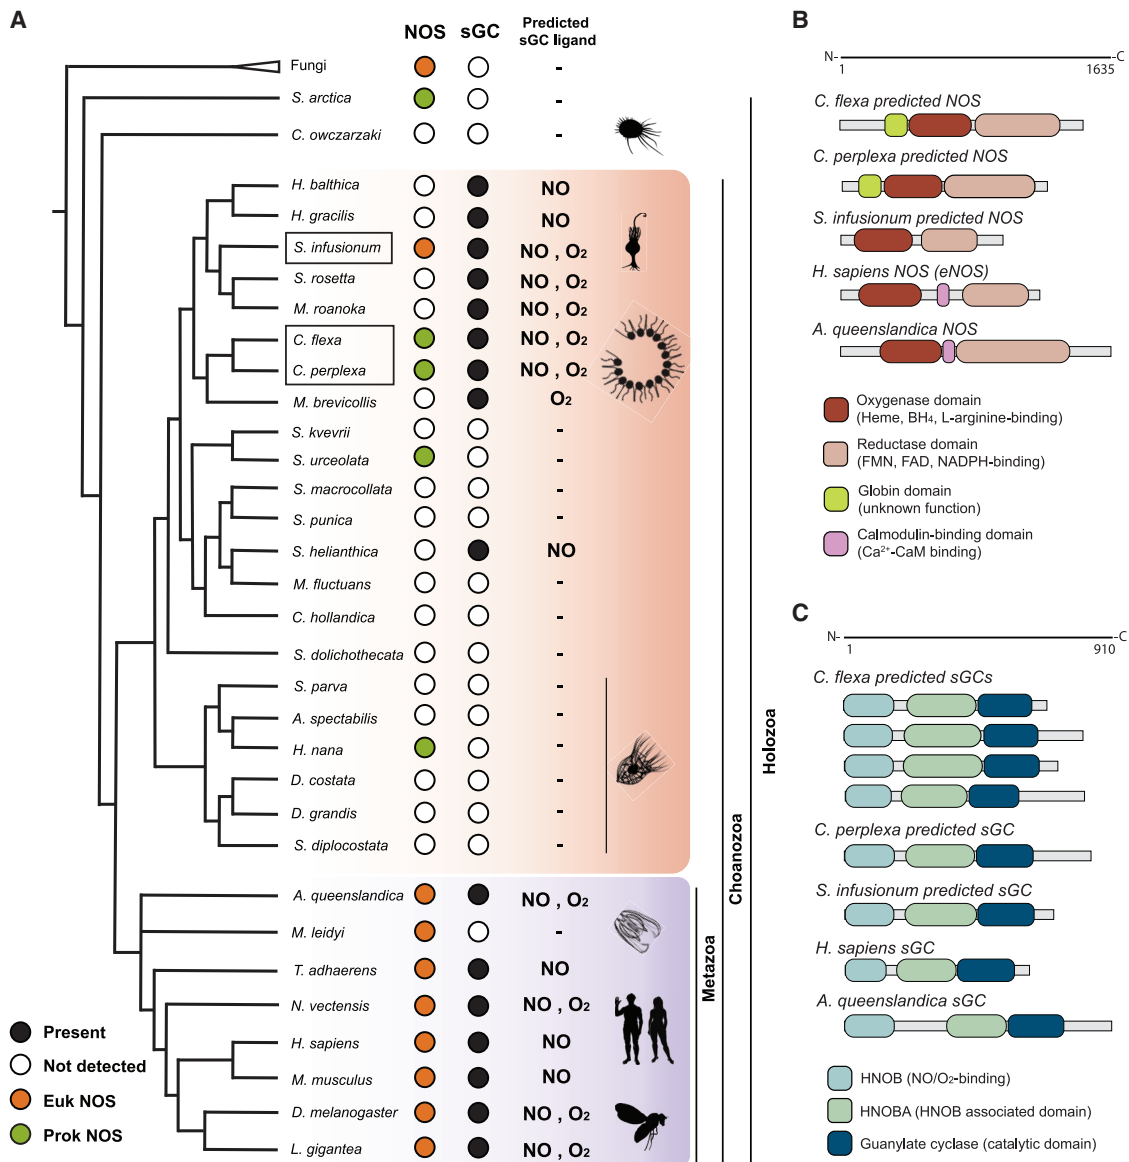 A
NOS sGC Predicted sGC ligand
Fungi -
S. arctica -
C. owczarzaki -
H. balthica NO
H. gracilis NO
S. infusionum NO , O2
S. rosetta NO , O2
M. roanoka NO , O2
C. flexa NO , O2
C. perplexa NO , O2
M. brevicollis O2
S. kvevrii -
S. urceolata -
S. macrocollata -
S. punica -
S. helianthica NO
M. fluctuans -
C. hollandica -
S. dolichothecata -
S. parva -
A. spectabilis -
H. nana -
D. costata -
D. grandis -
S. diplocostata -
A. queenslandica NO , O2
M. leidyi -
T. adhaerens NO
N. vectensis NO , O2
H. sapiens NO
M. musculus NO
D. melanogaster NO , O2
L. gigantea NO , O2
Present
Not detected
Euk NOS
Prok NOS
Metazoa
Choanozoa
Holozoa
B
N- -C
1 1635
C. flexa predicted NOS
C. perplexa predicted NOS
S. infusionum predicted NOS
H. sapiens NOS (eNOS)
A. queenslandica NOS
Oxygenase domain
(Heme, BH4, L-arginine-binding)
Reductase domain
(FMN, FAD, NADPH-binding)
Globin domain
(unknown function)
Calmodulin-binding domain
(Ca2+-CaM binding)
C
N- -C
1 910
C. flexa predicted sGCs
C. perplexa predicted sGC
S. infusionum predicted sGC
H. sapiens sGC
A. queenslandica sGC
HNOB (NO/O2-binding)
HNOBA (HNOB associated domain)
Guanylate cyclase (catalytic domain)